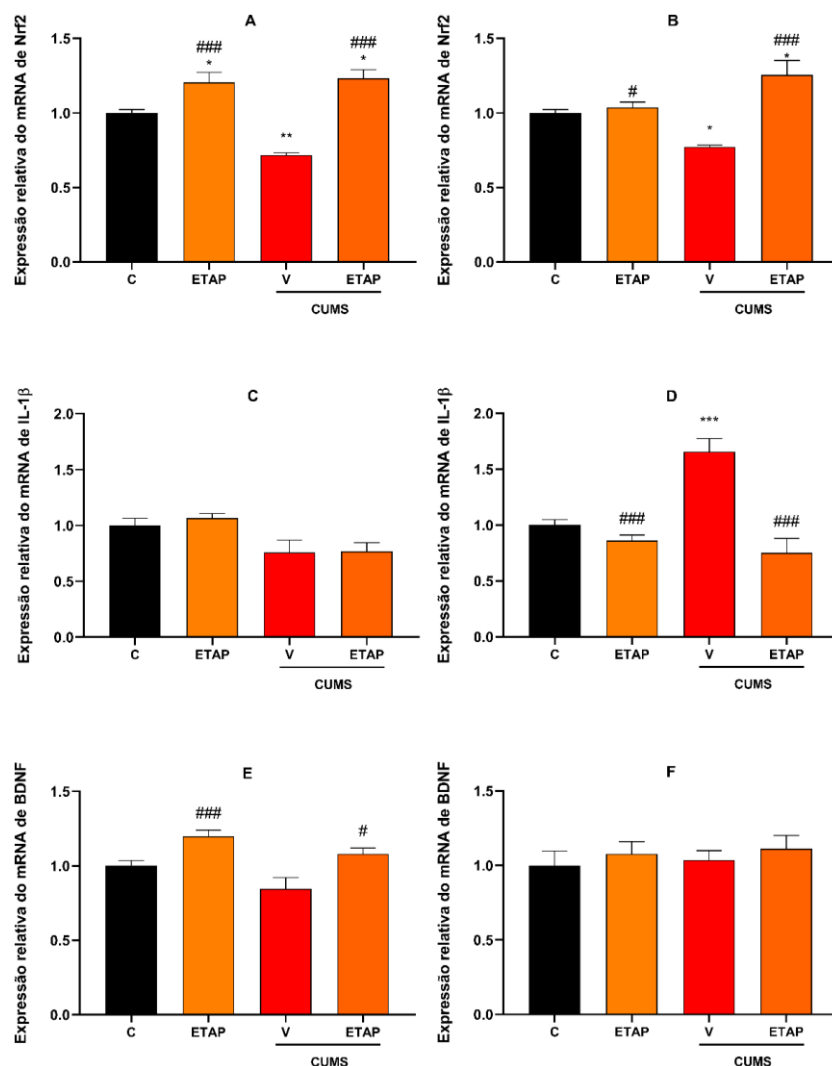 A
Expressão relativa do mRNA de Nrf2
1.5
1.0
0.5
0.0
###
*
**
###
*
C ETAP V ETAP
CUMS
B
Expressão relativa do mRNA de Nrf2
1.5
1.0
0.5
0.0
#
*
###
*
C ETAP V ETAP
CUMS
C
Expressão relativa do mRNA de IL-1β
2.0
1.5
1.0
0.5
0.0
C ETAP V ETAP
CUMS
D
Expressão relativa do mRNA de IL-1β
2.0
1.5
1.0
0.5
0.0
###
***
###
C ETAP V ETAP
CUMS
E
Expressão relativa do mRNA de BDNF
1.5
1.0
0.5
0.0
###
#
C ETAP V ETAP
CUMS
F
Expressão relativa do mRNA de BDNF
1.5
1.0
0.5
0.0
C ETAP V ETAP
CUMS